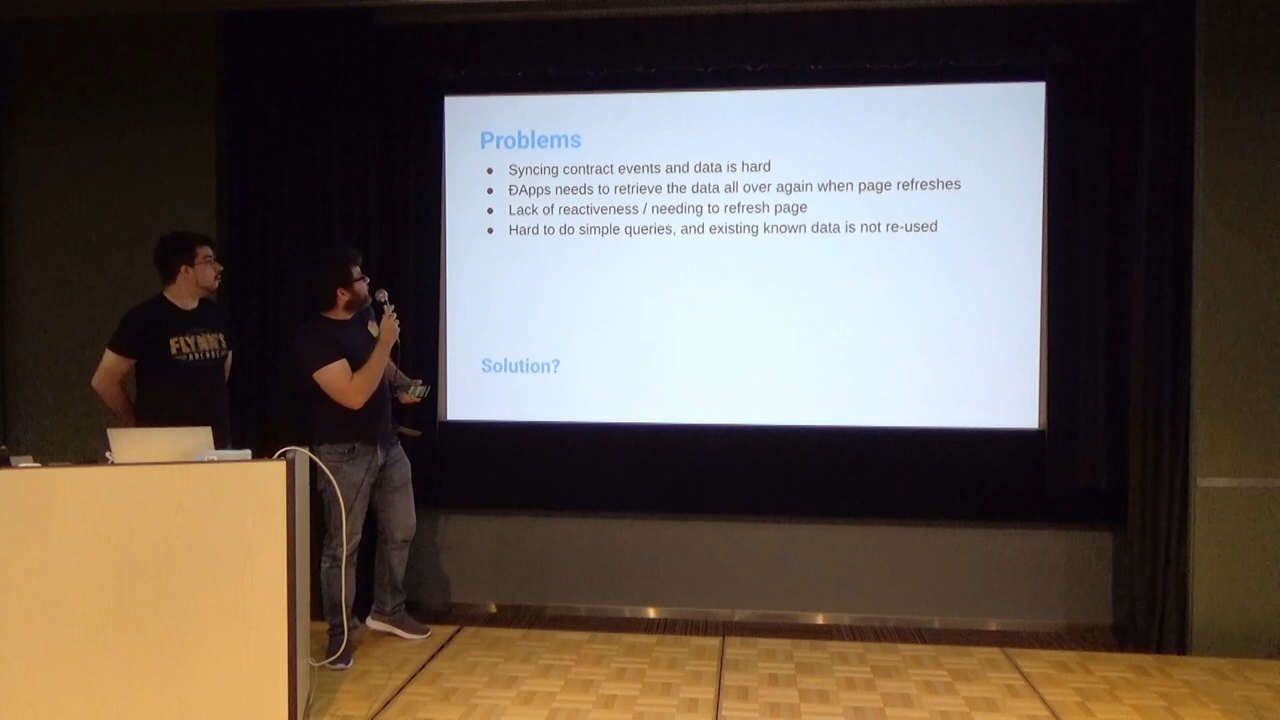 Problems
● Syncing contract events and data is hard
● ĐApps needs to retrieve the data all over again when page refreshes
● Lack of reactiveness / needing to refresh page
● Hard to do simple queries, and existing known data is not re-used
Solution?
FLYNN'S
ARCADE